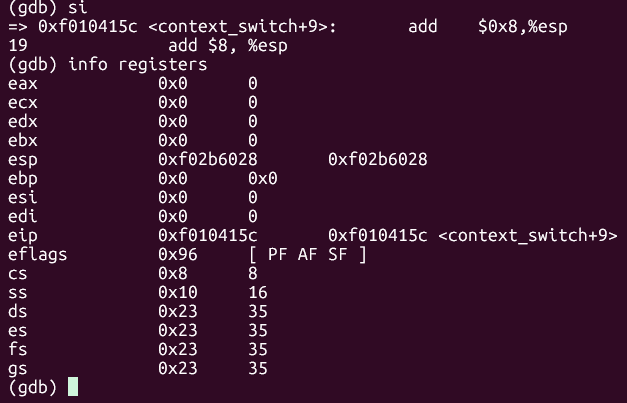 (gdb) si
=> 0xf010415c <context_switch+9>:	add    $0x8,%esp
19		add $8, %esp
(gdb) info registers
eax            0x0      0
ecx            0x0      0
edx            0x0      0
ebx            0x0      0
esp            0xf02b6028       0xf02b6028
ebp            0x0      0x0
esi            0x0      0
edi            0x0      0
eip            0xf010415c       0xf010415c <context_switch+9>
eflags         0x96     [ PF AF SF ]
cs             0x8      8
ss             0x10     16
ds             0x23     35
es             0x23     35
fs             0x23     35
gs             0x23     35
(gdb)